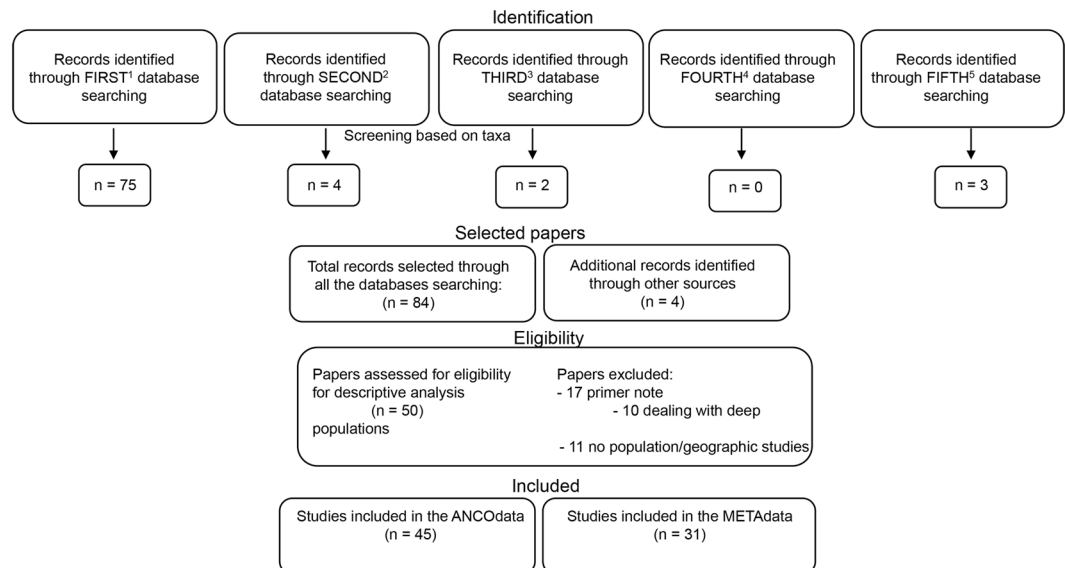 Identification
Records identified
through FIRST¹ database
searching
Records identified
through SECOND²
database searching
Records identified through
THIRD³ database
searching
Records identified through
FOURTH⁴ database
searching
Records identified
through FIFTH⁵ database
searching
Screening based on taxa
n = 75
n = 4
n = 2
n = 0
n = 3
Selected papers
Total records selected through
all the databases searching:
(n = 84)
Additional records identified
through other sources
(n = 4)
Eligibility
Papers assessed for eligibility
for descriptive analysis
(n = 50)
populations
Papers excluded:
- 17 primer note
- 10 dealing with deep
- 11 no population/geographic studies
Included
Studies included in the ANCOdata
(n = 45)
Studies included in the METAdata
(n = 31)